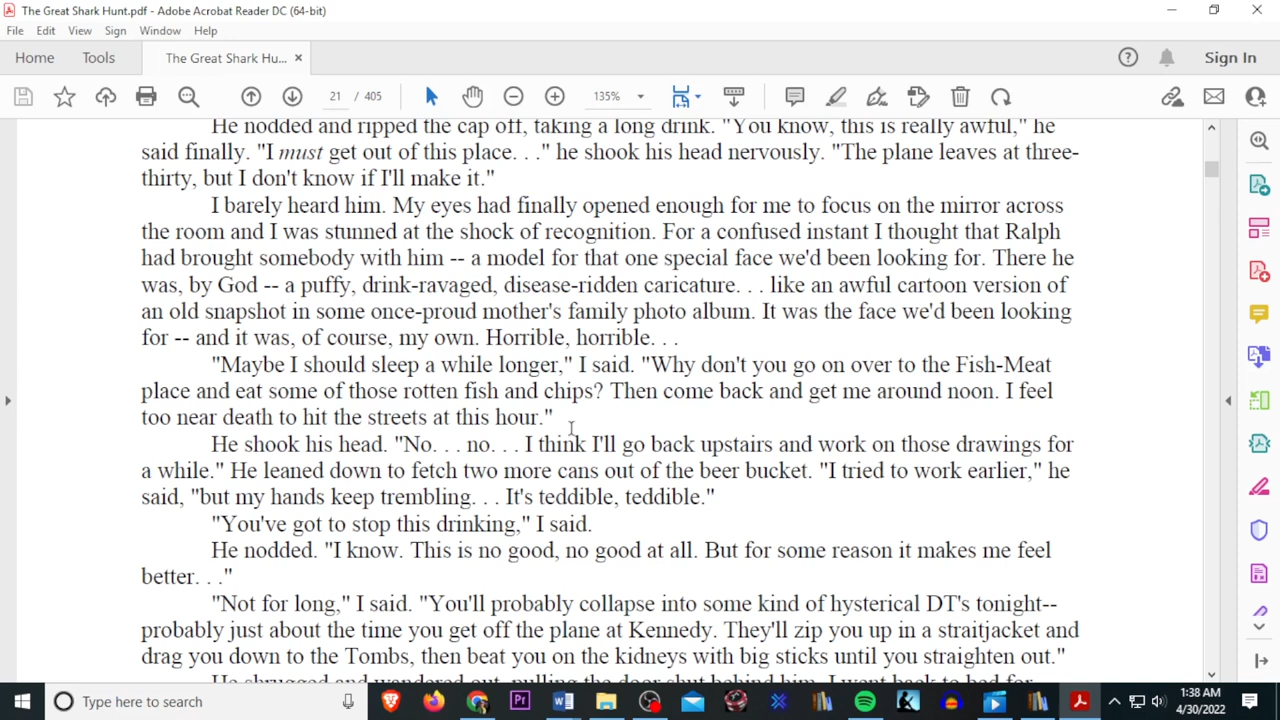 The Great Shark Hunt.pdf - Adobe Acrobat Reader DC (64-bit)
File Edit View Sign Window Help
Home Tools The Great Shark Hu... × Sign In
21 / 405 135%
He nodded and ripped the cap off, taking a long drink. "You know, this is really awful," he
said finally. "I must get out of this place. . ." he shook his head nervously. "The plane leaves at three-
thirty, but I don't know if I'll make it."
I barely heard him. My eyes had finally opened enough for me to focus on the mirror across
the room and I was stunned at the shock of recognition. For a confused instant I thought that Ralph
had brought somebody with him -- a model for that one special face we'd been looking for. There he
was, by God -- a puffy, drink-ravaged, disease-ridden caricature. . . like an awful cartoon version of
an old snapshot in some once-proud mother's family photo album. It was the face we'd been looking
for -- and it was, of course, my own. Horrible, horrible. . .
"Maybe I should sleep a while longer," I said. "Why don't you go on over to the Fish-Meat
place and eat some of those rotten fish and chips? Then come back and get me around noon. I feel
too near death to hit the streets at this hour."
He shook his head. "No. . . no. . . I think I'll go back upstairs and work on those drawings for
a while." He leaned down to fetch two more cans out of the beer bucket. "I tried to work earlier," he
said, "but my hands keep trembling. . . It's teddible, teddible."
"You've got to stop this drinking," I said.
He nodded. "I know. This is no good, no good at all. But for some reason it makes me feel
better. . ."
"Not for long," I said. "You'll probably collapse into some kind of hysterical DT's tonight--
probably just about the time you get off the plane at Kennedy. They'll zip you up in a straitjacket and
drag you down to the Tombs, then beat you on the kidneys with big sticks until you straighten out."
He shrugged and wandered out, pulling the door shut behind him. I went back to bed for
Type here to search
Pr
1:38 AM
4/30/2022